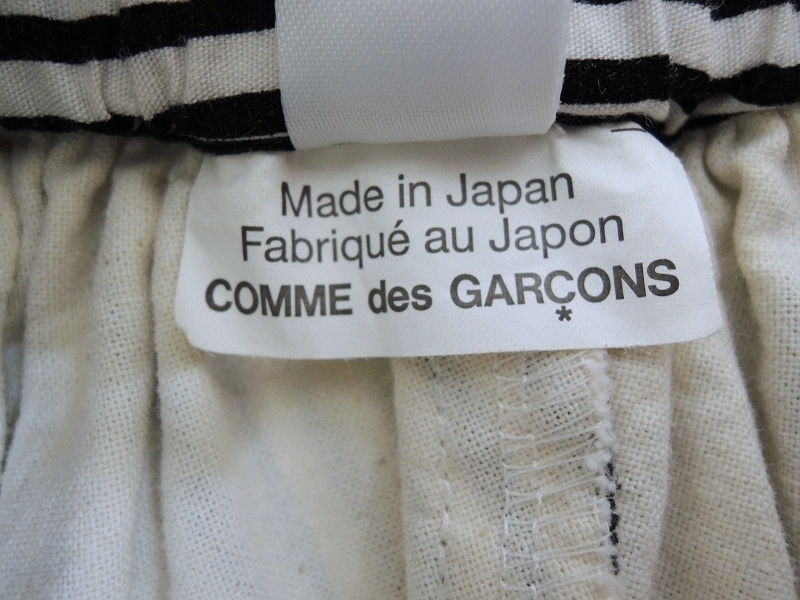 Made in Japan
Fabriqué au Japon
COMME des GARÇONS
*